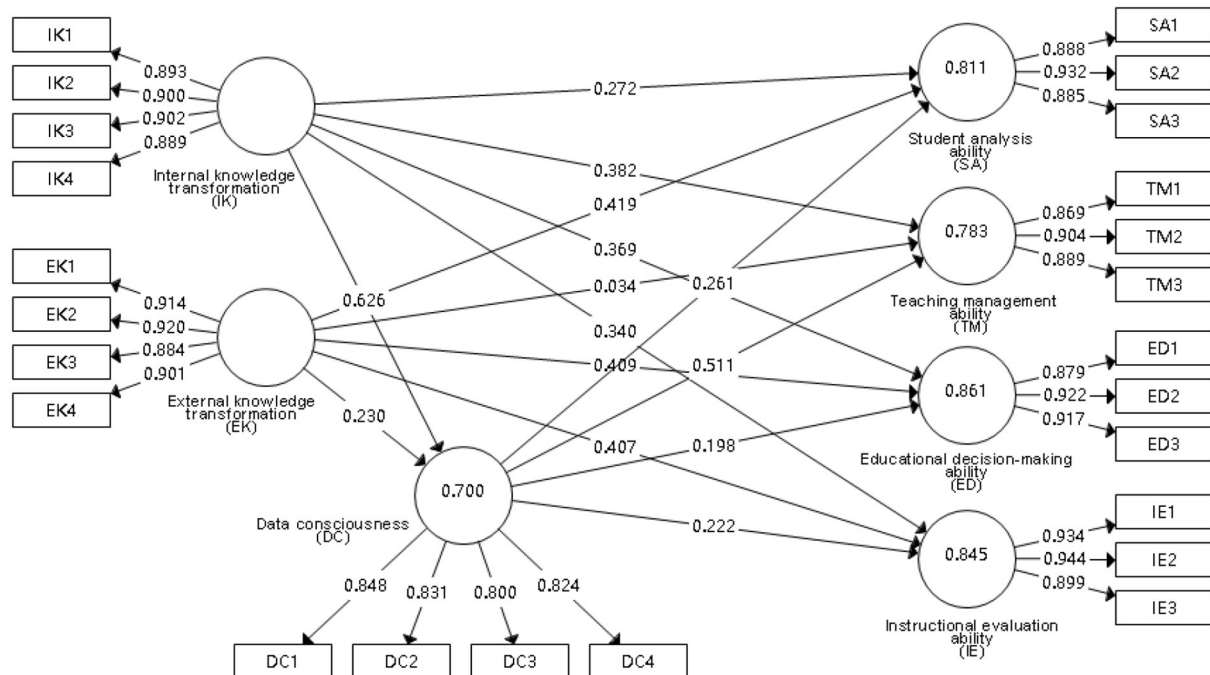 IK1
IK2
IK3
IK4
0.893
0.900
0.902
0.889
Internal knowledge
transformation
(IK)
EK1
EK2
EK3
EK4
0.914
0.920
0.884
0.901
External knowledge
transformation
(EK)
0.626
0.230
0.700
Data consciousness
(DC)
0.848
0.831
0.800
0.824
DC1
DC2
DC3
DC4
0.272
0.382
0.419
0.369
0.034
0.261
0.340
0.409
0.511
0.198
0.407
0.222
0.811
Student analysis
ability
(SA)
0.888
0.932
0.885
SA1
SA2
SA3
0.783
Teaching management
ability
(TM)
0.869
0.904
0.889
TM1
TM2
TM3
0.861
Educational decision-making
ability
(ED)
0.879
0.922
0.917
ED1
ED2
ED3
0.845
Instructional evaluation
ability
(IE)
0.934
0.944
0.899
IE1
IE2
IE3